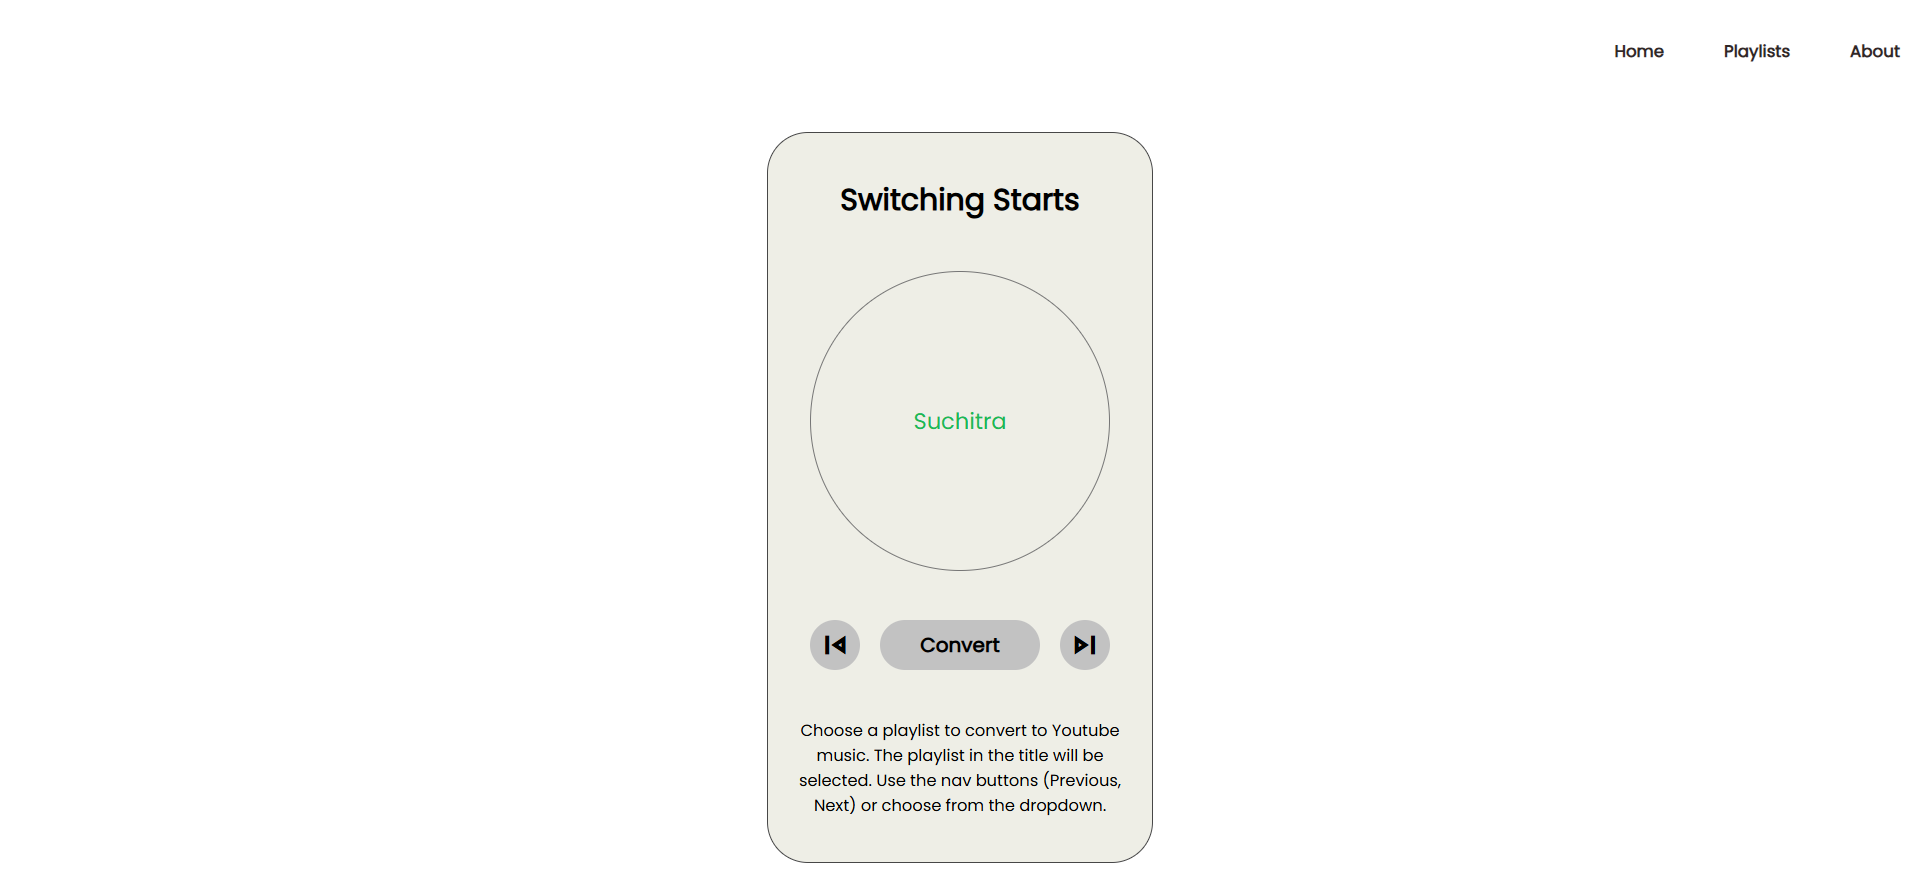 Home Playlists About
Switching Starts
Suchitra
Convert
Choose a playlist to convert to Youtube
music. The playlist in the title will be
selected. Use the nav buttons (Previous,
Next) or choose from the dropdown.